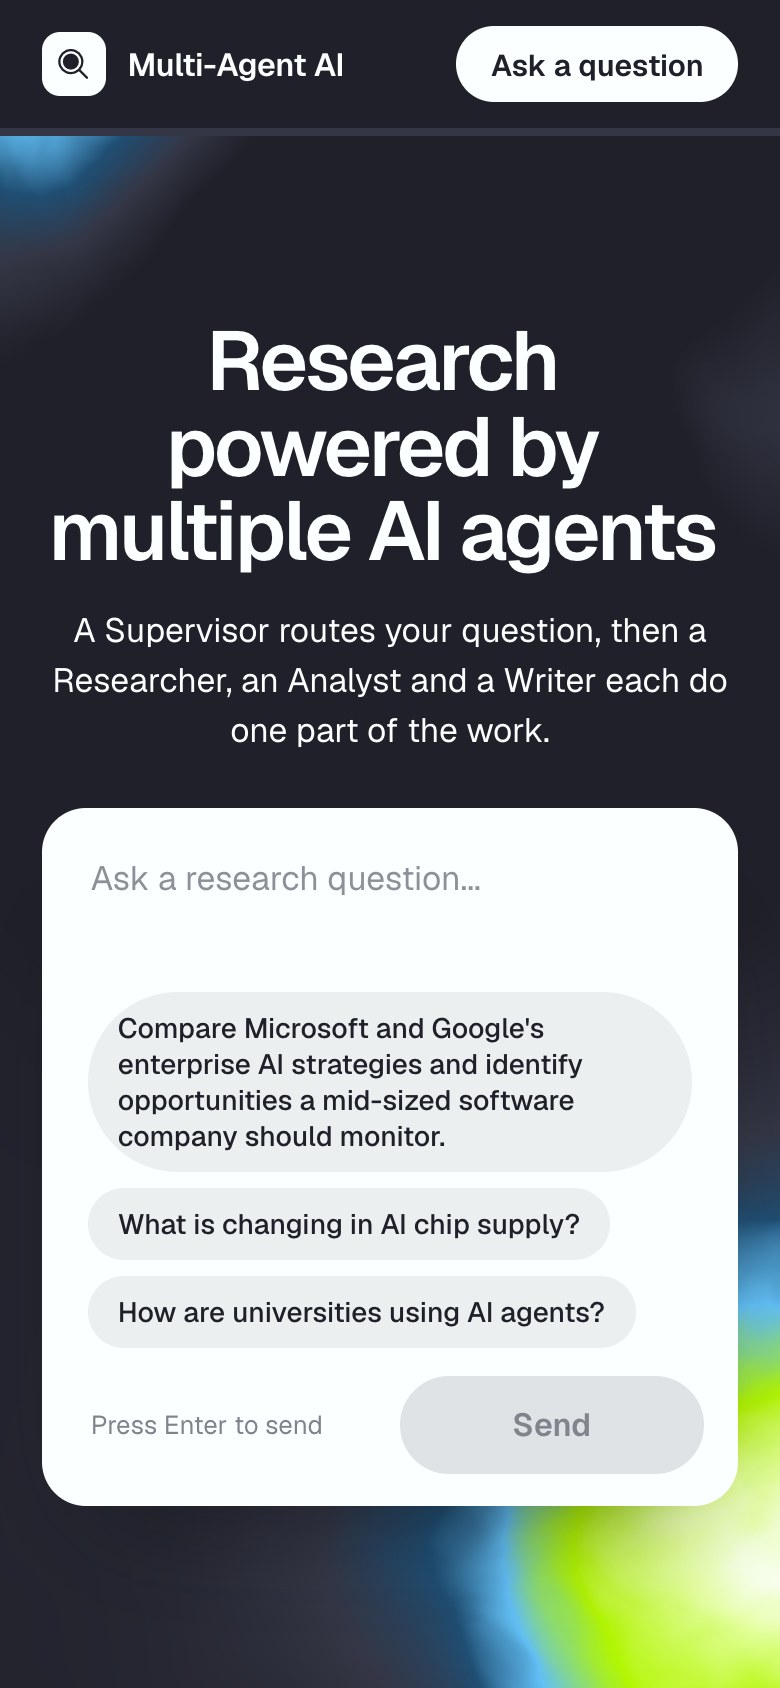 Multi-Agent AI
Ask a question
Research
powered by
multiple AI agents
A Supervisor routes your question, then a
Researcher, an Analyst and a Writer each do
one part of the work.
Ask a research question...
Compare Microsoft and Google's
enterprise AI strategies and identify
opportunities a mid-sized software
company should monitor.
What is changing in AI chip supply?
How are universities using AI agents?
Press Enter to send
Send